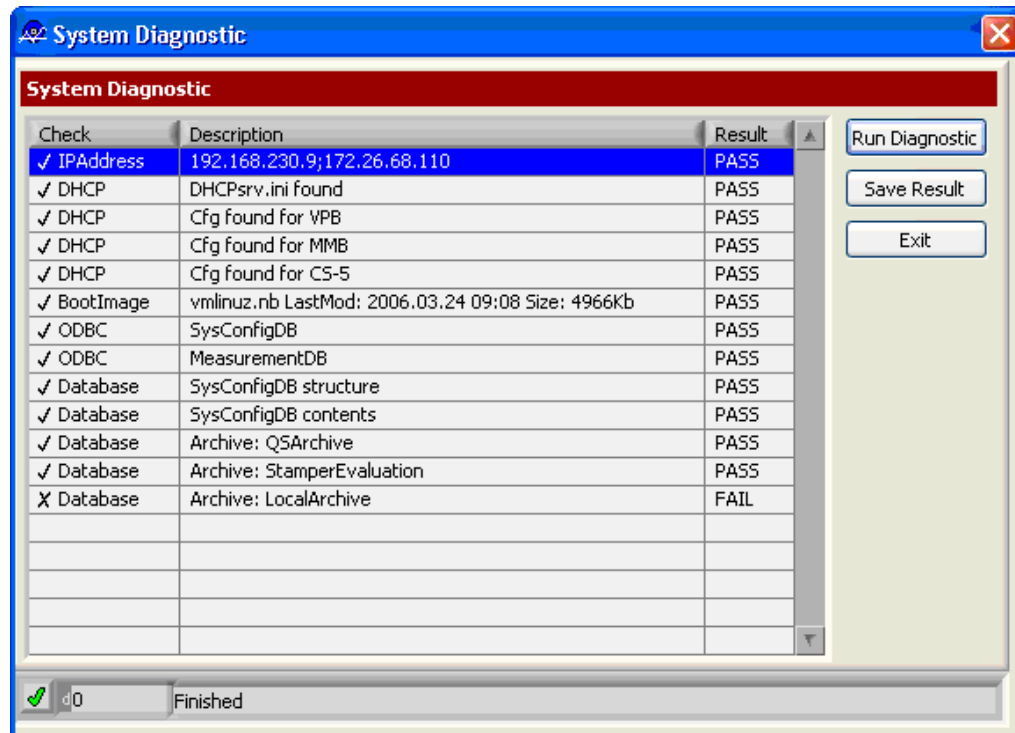 System Diagnostic
System Diagnostic
Check Description Result
✓ IPAddress 192.168.230.9;172.26.68.110 PASS
✓ DHCP DHCPsrv.ini found PASS
✓ DHCP Cfg found for VPB PASS
✓ DHCP Cfg found for MMB PASS
✓ DHCP Cfg found for CS-5 PASS
✓ BootImage vmlinuz.nb LastMod: 2006.03.24 09:08 Size: 4966Kb PASS
✓ ODBC SysConfigDB PASS
✓ ODBC MeasurementDB PASS
✓ Database SysConfigDB structure PASS
✓ Database SysConfigDB contents PASS
✓ Database Archive: QSArchive PASS
✓ Database Archive: StamperEvaluation PASS
X Database Archive: LocalArchive FAIL
Run Diagnostic
Save Result
Exit
d0 Finished